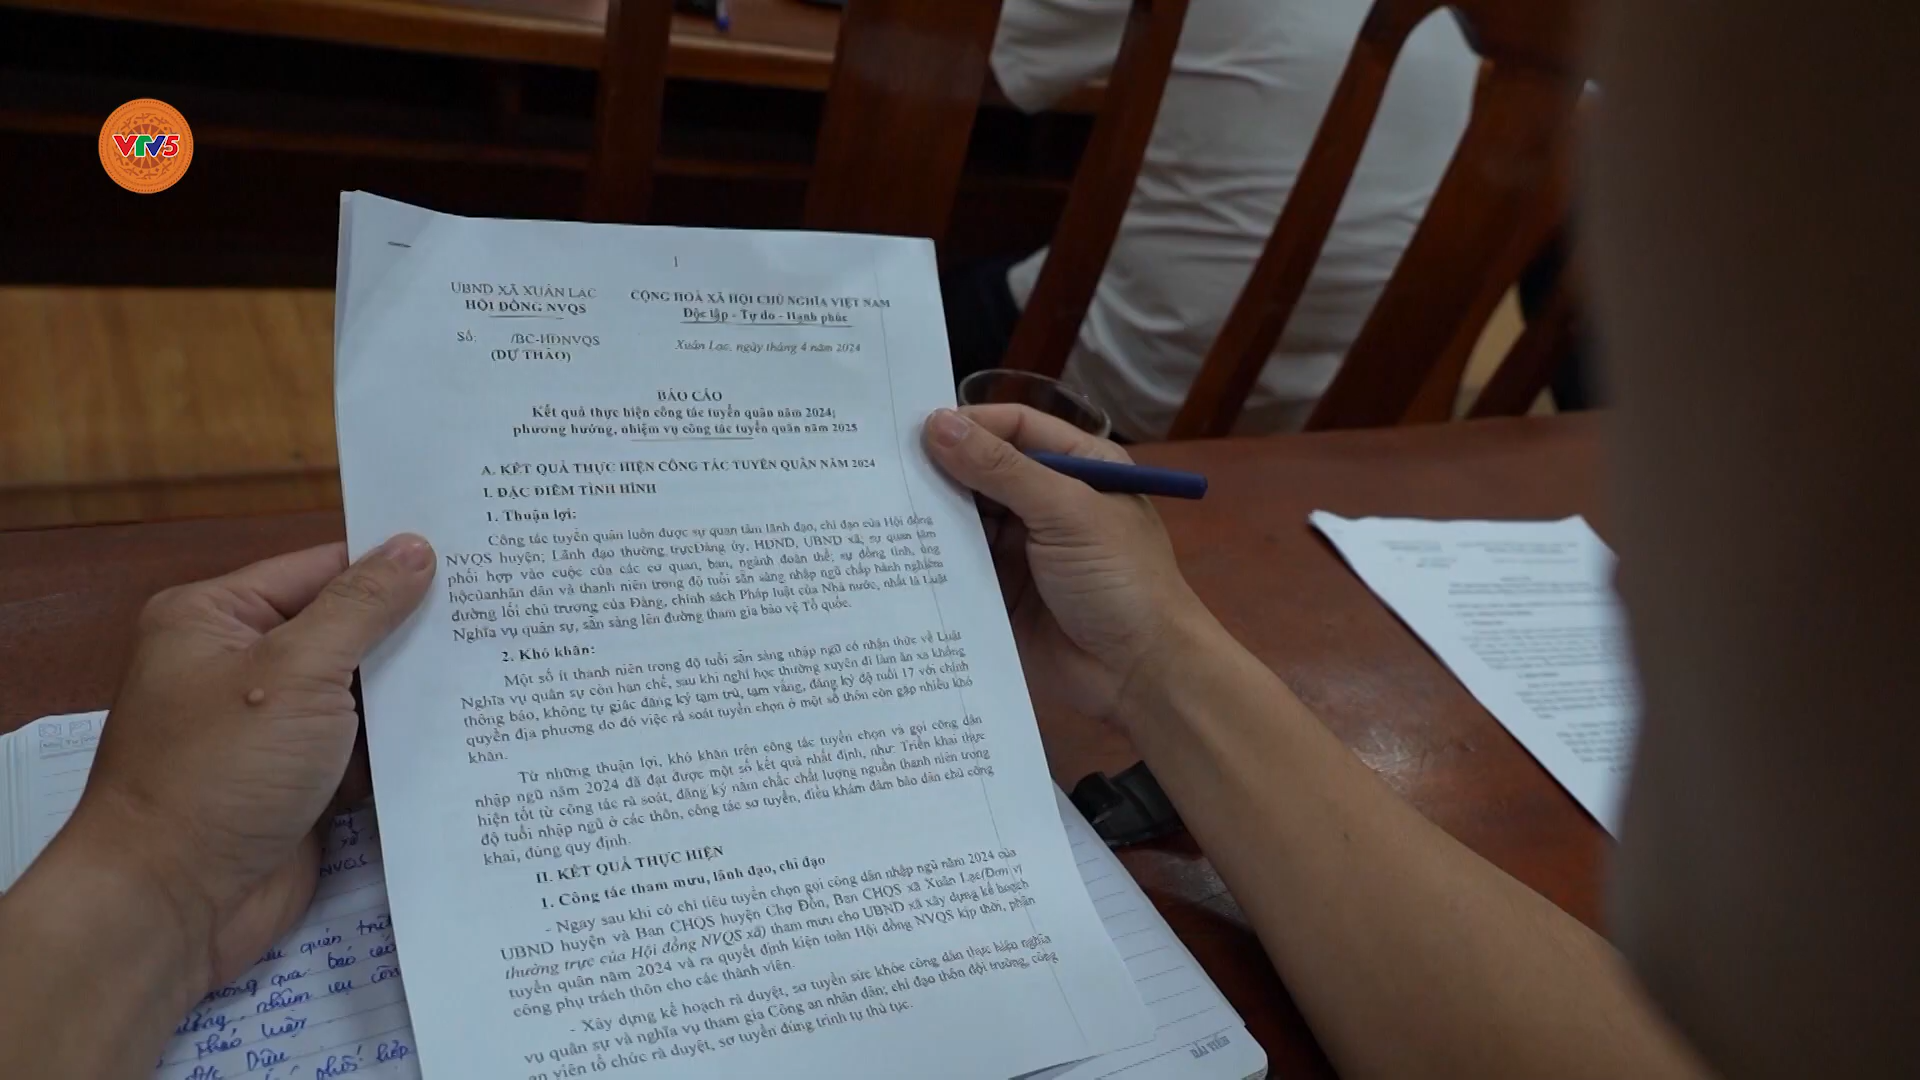 VTV5
1
UBND XÃ XUÂN LẠC
HỘI ĐỒNG NVQS
CỘNG HOÀ XÃ HỘI CHỦ NGHĨA VIỆT NAM
Độc lập - Tự do - Hạnh phúc
Số: /BC-HĐNVQS
(DỰ THẢO)
Xuân Lạc, ngày tháng 4 năm 2024
BÁO CÁO
Kết quả thực hiện công tác tuyển quân năm 2024;
phương hướng, nhiệm vụ công tác tuyển quân năm 2025
A. KẾT QUẢ THỰC HIỆN CÔNG TÁC TUYỂN QUÂN NĂM 2024
I. ĐẶC ĐIỂM TÌNH HÌNH
1. Thuận lợi:
Công tác tuyển quân luôn được sự quan tâm lãnh đạo, chỉ đạo của Hội đồng
NVQS huyện; Lãnh đạo thường trựcĐảng ủy, HĐND, UBND xã; sự quan tâm
phối hợp vào cuộc của các cơ quan, ban, ngành đoàn thể; sự đồng tình, ủng
hộcủanhân dân và thanh niên trong độ tuổi sẵn sàng nhập ngũ chấp hành nghiêm
đường lối chủ trương của Đảng, chính sách Pháp luật của Nhà nước, nhất là Luật
Nghĩa vụ quân sự, sẵn sàng lên đường tham gia bảo vệ Tổ quốc.
2. Khó khăn:
Một số ít thanh niên trong độ tuổi sẵn sàng nhập ngũ có nhận thức về Luật
Nghĩa vụ quân sự còn hạn chế, sau khi nghỉ học thường xuyên đi làm ăn xa không
thông báo, không tự giác đăng ký tạm trú, tạm vắng, đăng ký độ tuổi 17 với chính
quyền địa phương do đó việc rà soát tuyển chọn ở một số thôn còn gặp nhiều khó
khăn.
Từ những thuận lợi, khó khăn trên công tác tuyển chọn và gọi công dân
nhập ngũ năm 2024 đã đạt được một số kết quả nhất định, như: Triển khai thực
hiện tốt từ công tác rà soát, đăng ký nắm chắc chất lượng nguồn thanh niên trong
độ tuổi nhập ngũ ở các thôn, công tác sơ tuyển, điều khám đảm bảo dân chủ công
khai, đúng quy định.
II. KẾT QUẢ THỰC HIỆN
1. Công tác tham mưu, lãnh đạo, chỉ đạo
- Ngay sau khi có chỉ tiêu tuyển chọn gọi công dân nhập ngũ năm 2024 của
UBND huyện và Ban CHQS huyện Chợ Đồn, Ban CHQS xã Xuân Lạc(Đơn vị
thường trực của Hội đồng NVQS xã) tham mưu cho UBND xã xây dựng kế hoạch
tuyển quân năm 2024 và ra quyết định kiện toàn Hội đồng NVQS kịp thời, phân
công phụ trách thôn cho các thành viên.
- Xây dựng kế hoạch rà duyệt, sơ tuyển sức khỏe công dân thực hiện nghĩa
vụ quân sự và nghĩa vụ tham gia Công an nhân dân; chỉ đạo thôn đội trưởng, công
an viên tổ chức rà duyệt, sơ tuyển đúng trình tự thủ tục.
NVQS
HẢI TIẾN